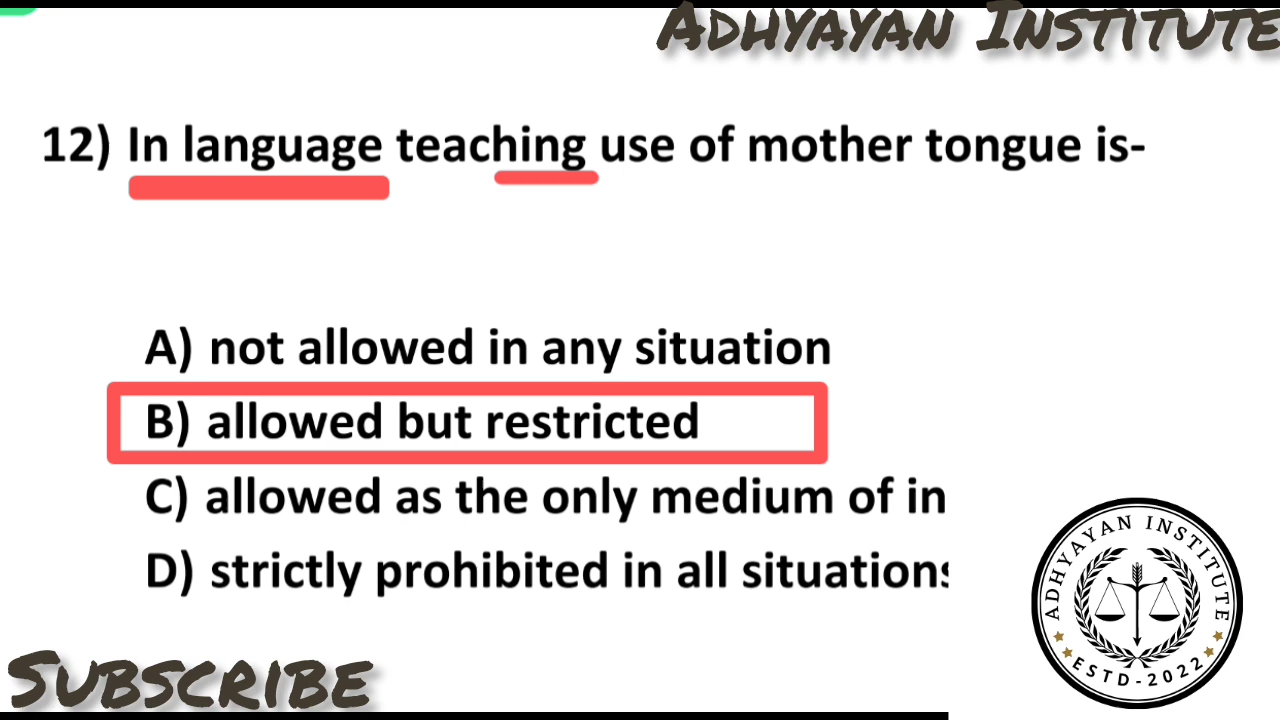 ADHYAYAN INSTITUTE
12) In language teaching use of mother tongue is-
A) not allowed in any situation
B) allowed but restricted
C) allowed as the only medium of in
D) strictly prohibited in all situations
ADHYAYAN INSTITUTE
ESTD-2022
SUBSCRIBE